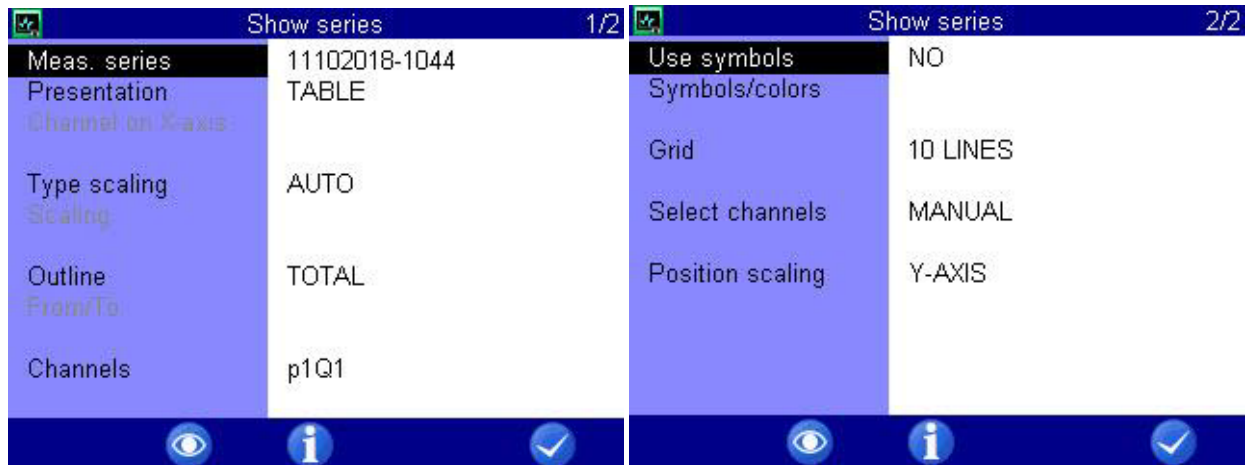 Show series 1/2
Meas. series 11102018-1044
Presentation TABLE
Channel on X-axis
Type scaling AUTO
Scaling
Outline TOTAL
From/To
Channels p1Q1
Show series 2/2
Use symbols NO
Symbols/colors
Grid 10 LINES
Select channels MANUAL
Position scaling Y-AXIS